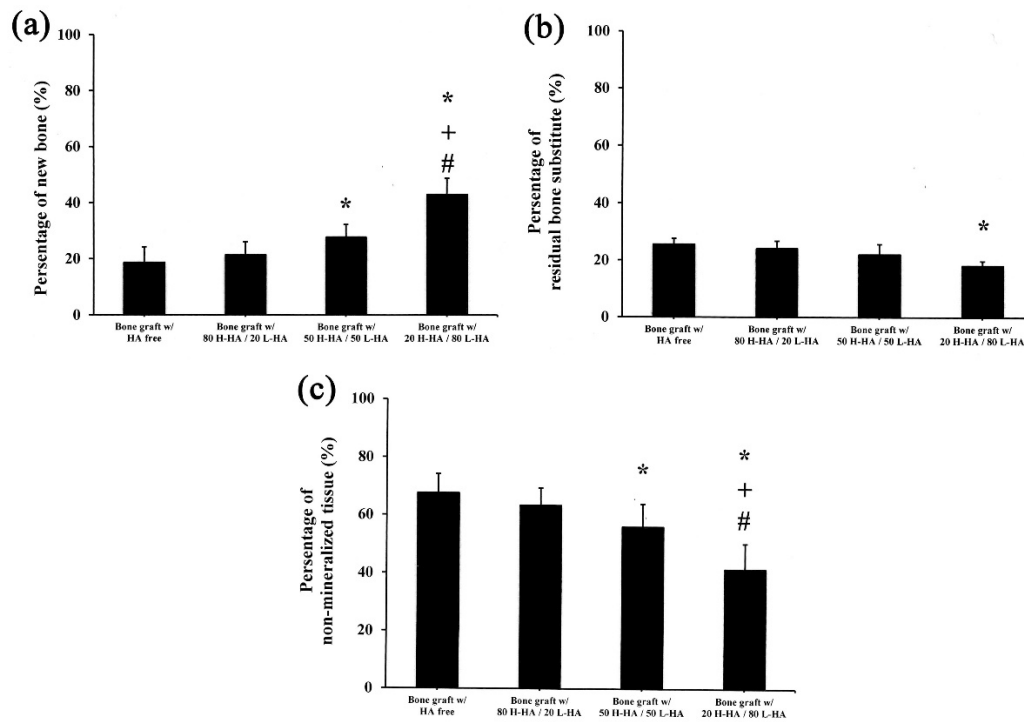 (a)
Persentage of new bone (%)
100
80
60
40
20
0
*
*
+
#
Bone graft w/
HA free
Bone graft w/
80 H-HA / 20 L-HA
Bone graft w/
50 H-HA / 50 L-HA
Bone graft w/
20 H-HA / 80 L-HA
(b)
Persentage of
residual bone substitute (%)
100
80
60
40
20
0
*
Bone graft w/
HA free
Bone graft w/
80 H-HA / 20 L-HA
Bone graft w/
50 H-HA / 50 L-HA
Bone graft w/
20 H-HA / 80 L-HA
(c)
Persentage of
non-mineralized tissue (%)
100
80
60
40
20
0
*
*
+
#
Bone graft w/
HA free
Bone graft w/
80 H-HA / 20 L-HA
Bone graft w/
50 H-HA / 50 L-HA
Bone graft w/
20 H-HA / 80 L-HA